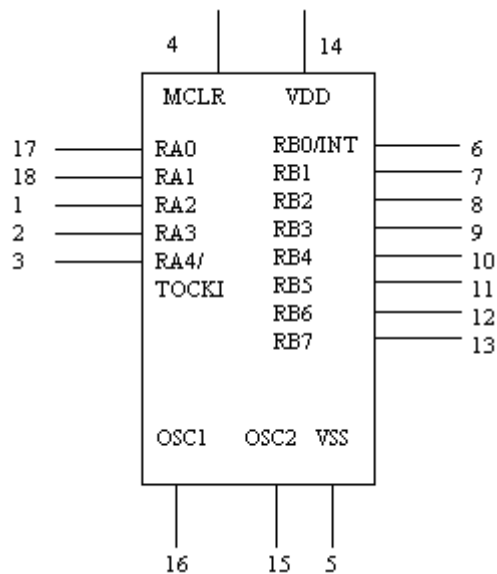 4 14
MCLR VDD
17 RA0 RB0/INT 6
18 RA1 RB1 7
1 RA2 RB2 8
2 RA3 RB3 9
3 RA4/ RB4 10
TOCKI RB5 11
RB6 12
RB7 13
OSC1 OSC2 VSS
16 15 5